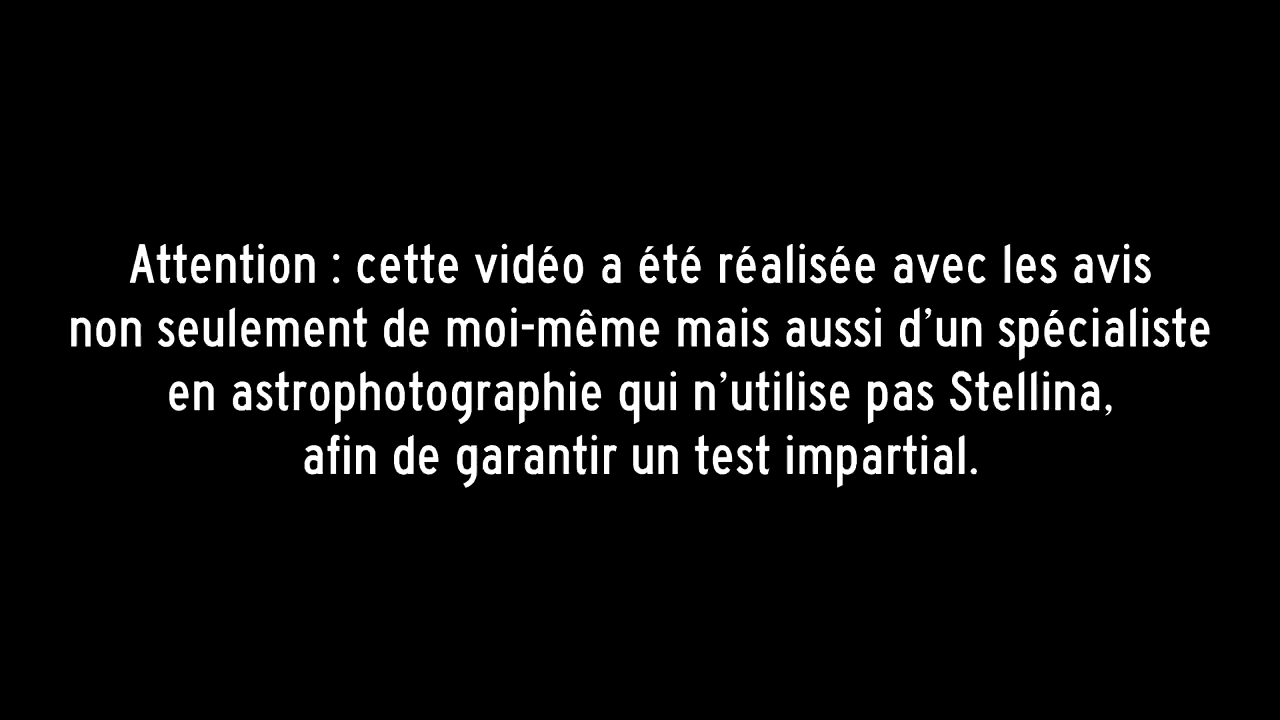 Attention : cette vidéo a été réalisée avec les avis
non seulement de moi-même mais aussi d’un spécialiste
en astrophotographie qui n’utilise pas Stellina,
afin de garantir un test impartial.